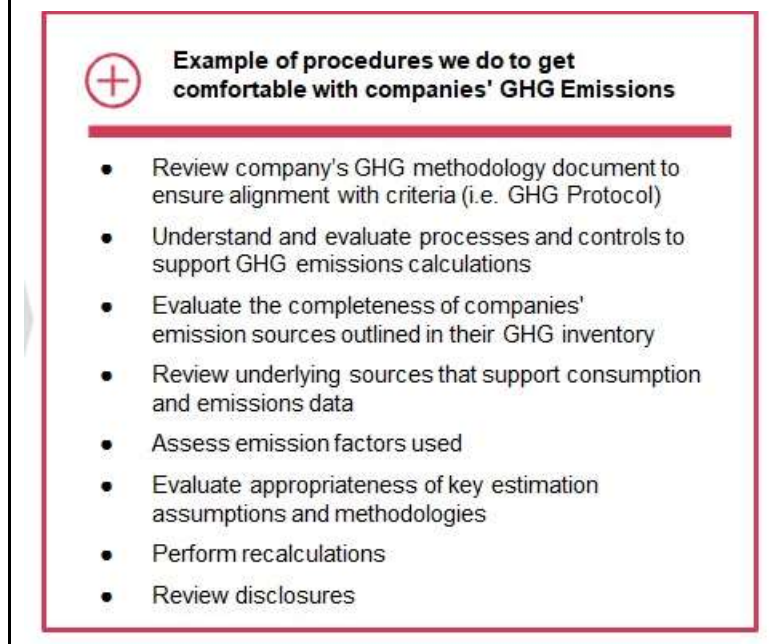 Example of procedures we do to get
comfortable with companies' GHG Emissions
● Review company's GHG methodology document to
ensure alignment with criteria (i.e. GHG Protocol)
● Understand and evaluate processes and controls to
support GHG emissions calculations
● Evaluate the completeness of companies'
emission sources outlined in their GHG inventory
● Review underlying sources that support consumption
and emissions data
● Assess emission factors used
● Evaluate appropriateness of key estimation
assumptions and methodologies
● Perform recalculations
● Review disclosures